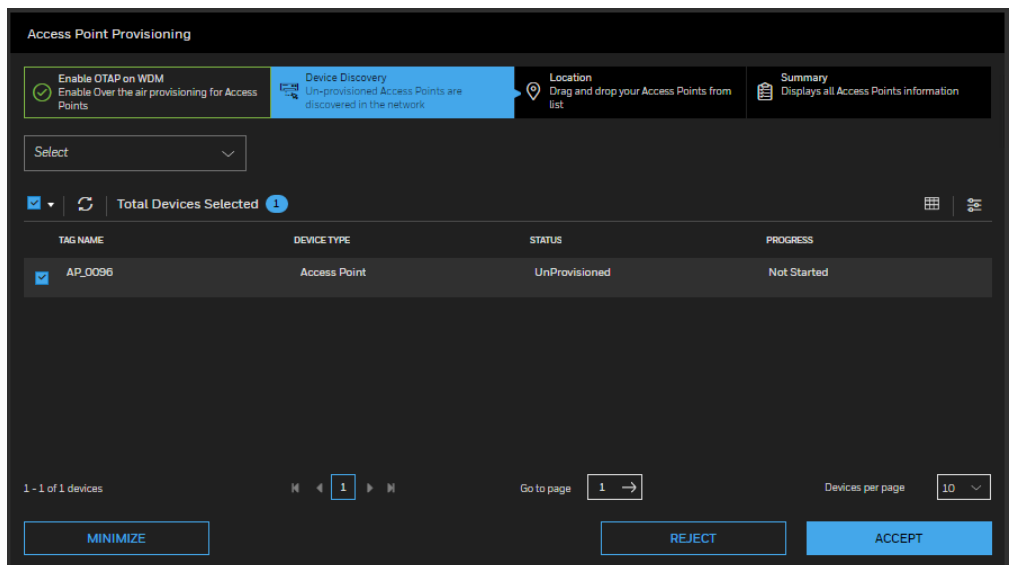 Access Point Provisioning
Enable OTAP on WDM
Enable Over the air provisioning for Access
Points
Device Discovery
Un-provisioned Access Points are
discovered in the network
Location
Drag and drop your Access Points from
list
Summary
Displays all Access Points information
Select
Total Devices Selected 1
TAG NAME DEVICE TYPE STATUS PROGRESS
AP_0096 Access Point UnProvisioned Not Started
1 - 1 of 1 devices 1 Go to page 1 Devices per page 10
MINIMIZE REJECT ACCEPT